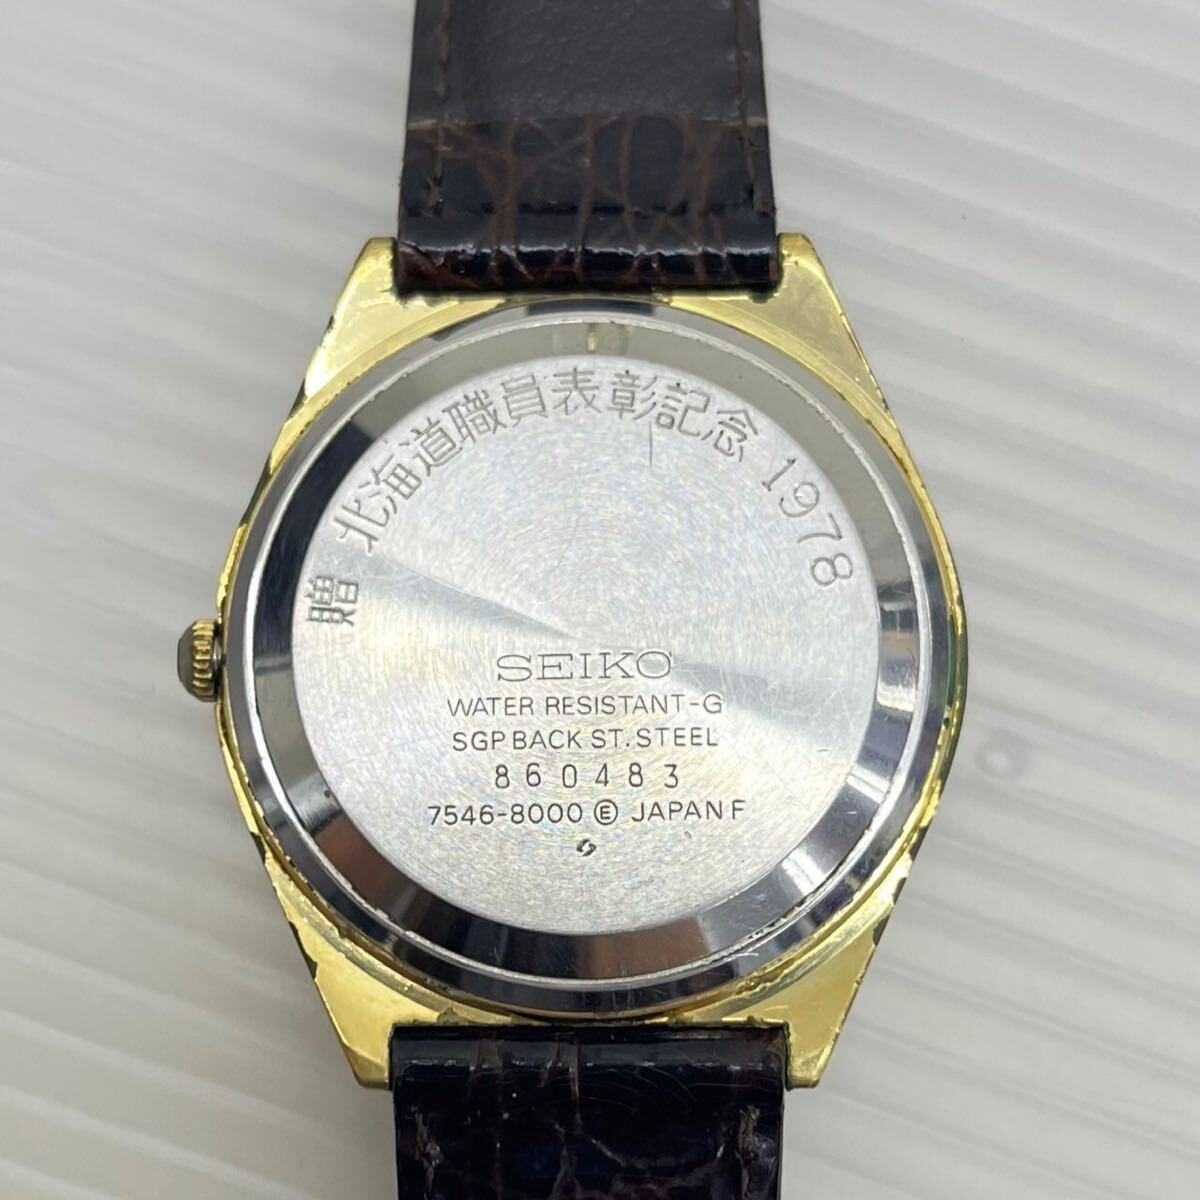 贈 北海道職員表彰記念 1978
SEIKO
WATER RESISTANT-G
SGP BACK ST. STEEL
860483
7546-8000 Ⓔ JAPAN F